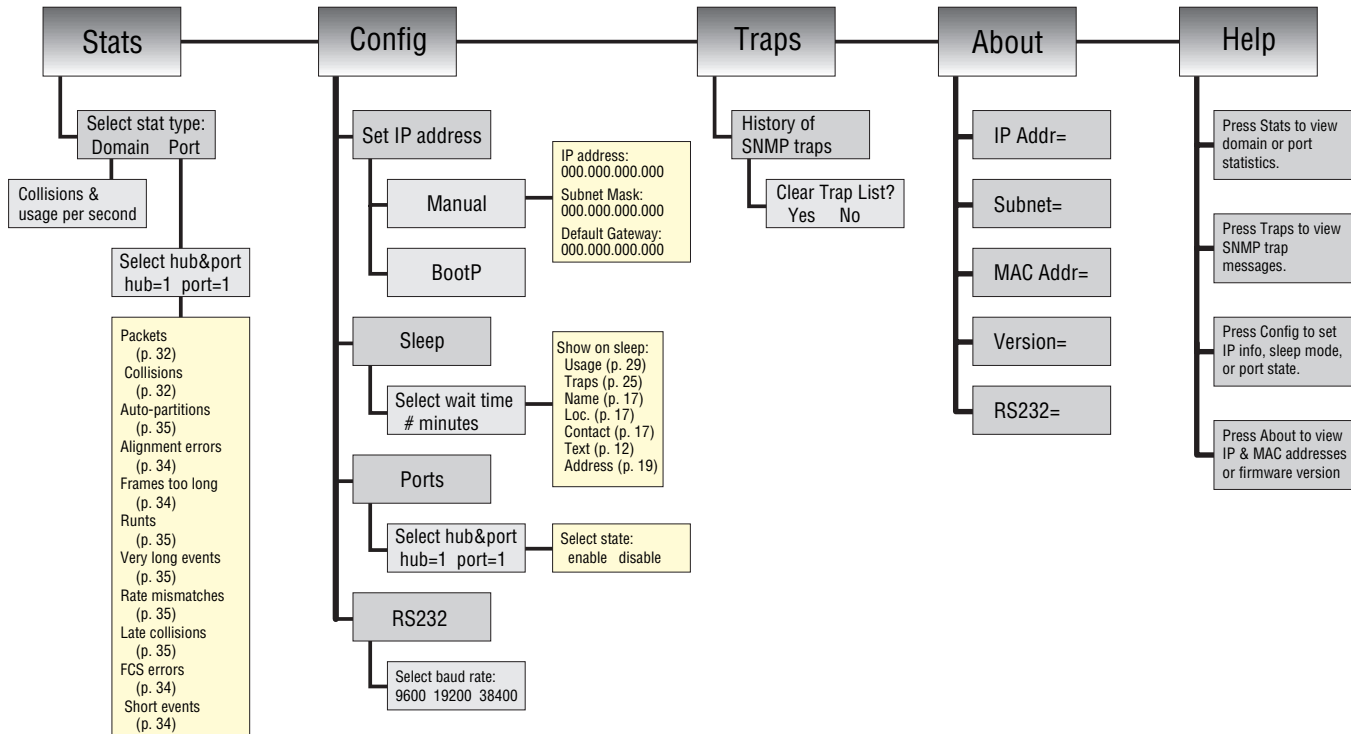 Stats
Config
Traps
About
Help
Select stat type:
Domain Port
Collisions &
usage per second
Select hub&port
hub=1 port=1
Packets
(p. 32)
Collisions
(p. 32)
Auto-partitions
(p. 35)
Alignment errors
(p. 34)
Frames too long
(p. 34)
Runts
(p. 35)
Very long events
(p. 35)
Rate mismatches
(p. 35)
Late collisions
(p. 35)
FCS errors
(p. 34)
Short events
(p. 34)
Set IP address
Manual
IP address:
000.000.000.000
Subnet Mask:
000.000.000.000
Default Gateway:
000.000.000.000
BootP
Sleep
Select wait time
# minutes
Show on sleep:
Usage (p. 29)
Traps (p. 25)
Name (p. 17)
Loc. (p. 17)
Contact (p. 17)
Text (p. 12)
Address (p. 19)
Ports
Select hub&port
hub=1 port=1
Select state:
enable disable
RS232
Select baud rate:
9600 19200 38400
History of
SNMP traps
Clear Trap List?
Yes No
IP Addr=
Subnet=
MAC Addr=
Version=
RS232=
Press Stats to view
domain or port
statistics.
Press Traps to view
SNMP trap
messages.
Press Config to set
IP info, sleep mode,
or port state.
Press About to view
IP & MAC addresses
or firmware version